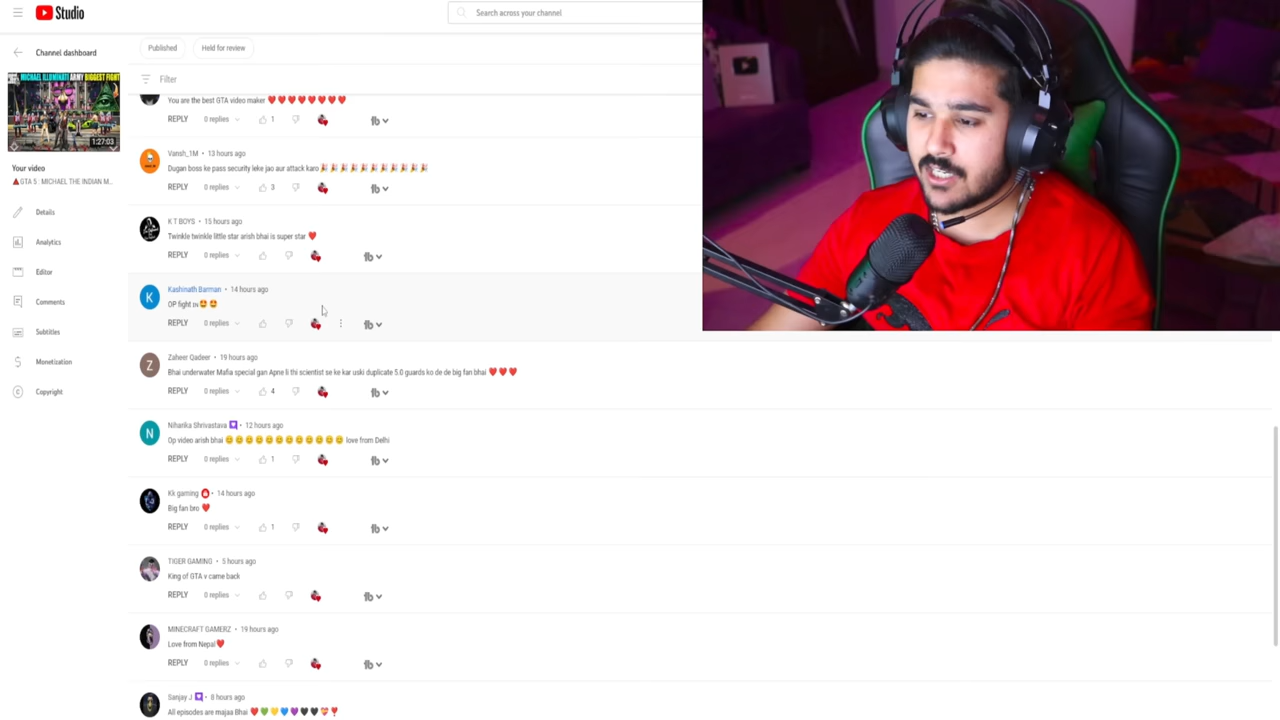 Studio
Search across your channel
Channel dashboard
Published
Held for review
Filter
MICHAEL ILLUMINATI ARMY BIGGEST FIGHT
1:27:03
Your video
GTA 5 : MICHAEL THE INDIAN M...
Details
Analytics
Editor
Comments
Subtitles
Monetization
Copyright
You are the best GTA video maker ❤️❤️❤️❤️❤️❤️❤️❤️
REPLY 0 replies 1
Vansh_1M • 13 hours ago
Dugan boss ke pass security leke jao aur attack karo 🎉🎉🎉🎉🎉🎉🎉🎉🎉🎉🎉
REPLY 0 replies 3
K T BOYS • 15 hours ago
Twinkle twinkle little star arish bhai is super star ❤️
REPLY 0 replies
K
Kashinath Barman • 14 hours ago
OP fight IN🤩 🤩
REPLY 0 replies
Z
Zaheer Qadeer • 19 hours ago
Bhai underwater Mafia special gan Apne li thi scientist se ke kar uski duplicate 5.0 guards ko de de big fan bhai ❤️❤️❤️
REPLY 0 replies 4
N
Niharika Shrivastava • 12 hours ago
Op video arish bhai 😊😊😊😊😊😊😊😊😊😊😊😊 love from Delhi
REPLY 0 replies 1
Kk gaming • 14 hours ago
Big fan bro ❤️
REPLY 0 replies 1
TIGER GAMING • 5 hours ago
King of GTA v came back
REPLY 0 replies
MINECRAFT GAMERZ • 19 hours ago
Love from Nepal❤️
REPLY 0 replies
Sanjay J • 8 hours ago
All episodes are majaa Bhai ❤️💚💛💙💜🖤🖤💝❣️